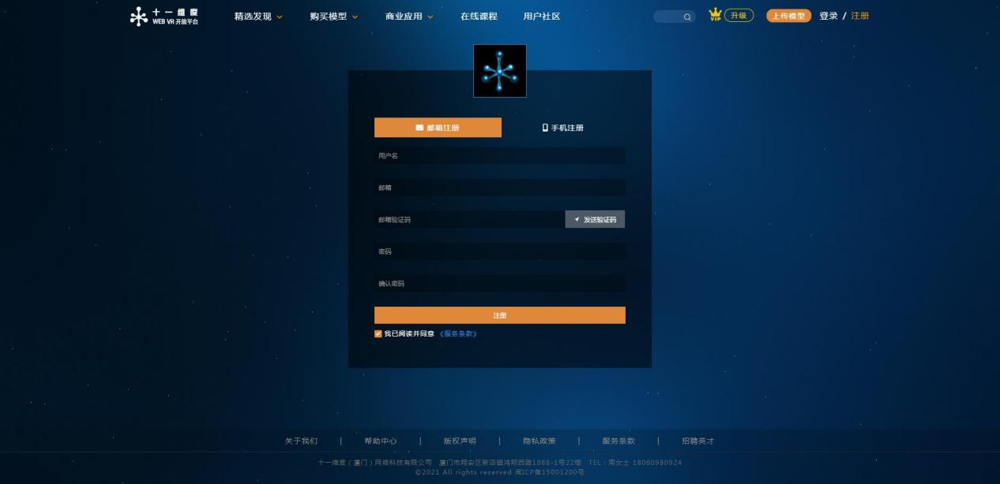 十一维度
WEB VR 开放平台
精选发现 购买模型 商业应用 在线课程 用户社区 VIP 升级 上传模型 登录 / 注册
邮箱注册 手机注册
用户名
邮箱
邮箱验证码 发送验证码
密码
确认密码
注册
我已阅读并同意 《服务条款》
关于我们 | 帮助中心 | 版权声明 | 隐私政策 | 服务条款 | 招聘英才
十一维度（厦门）网络科技有限公司 厦门市翔安区新店镇鸿翔西路1888-1号22楼 TEL：周女士 18060980924
©2021 All rights reserved 闽ICP备15001200号